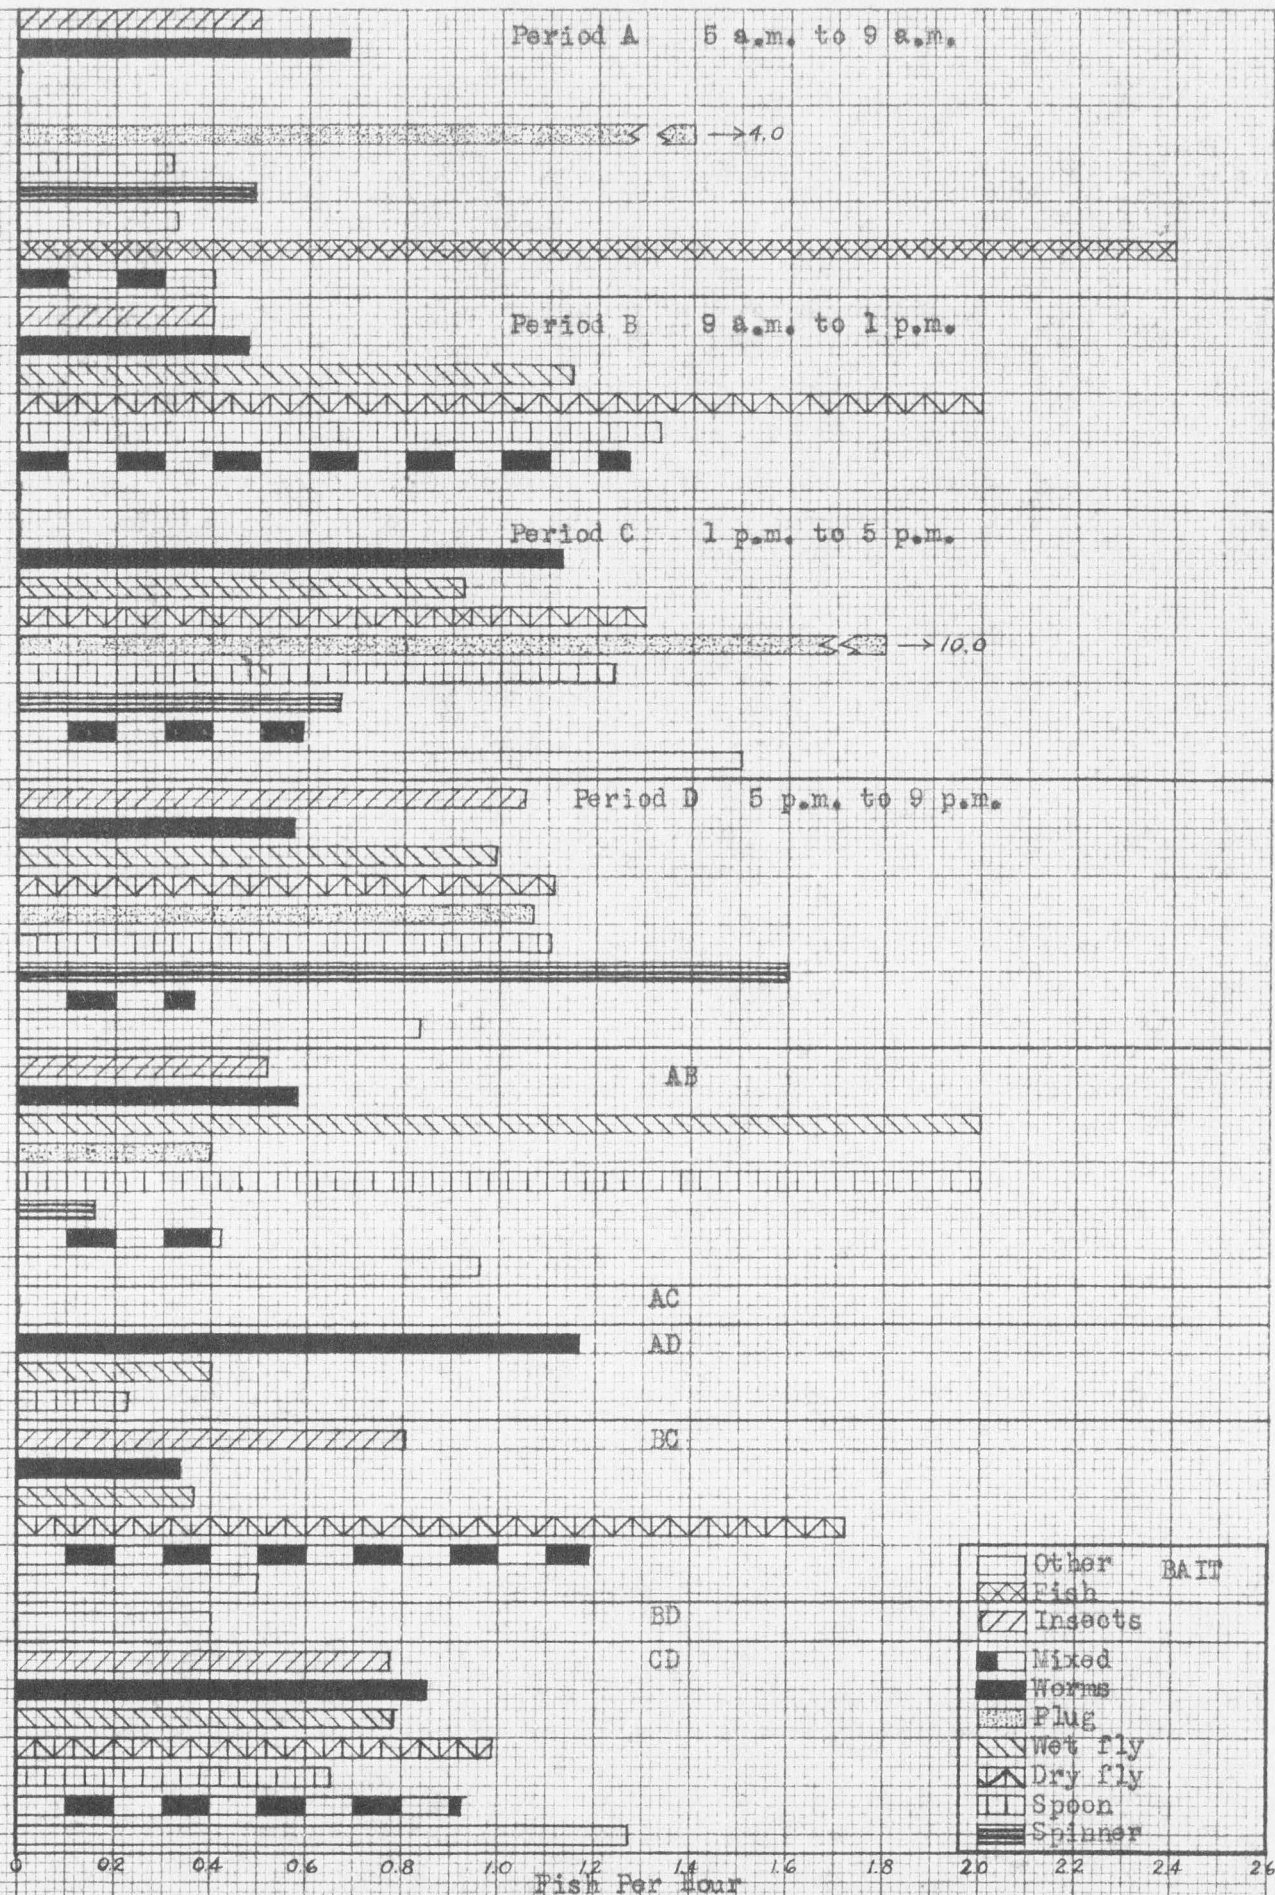 Period A 5 a.m. to 9 a.m.
→4.0
Period B 9 a.m. to 1 p.m.
Period C 1 p.m. to 5 p.m.
→10.0
Period D 5 p.m. to 9 p.m.
AB
AC
AD
BC
BD
CD
BAIT
Other
Fish
Insects
Mixed
Worms
Plug
Wet fly
Dry fly
Spoon
Spinner
0 0.2 0.4 0.6 0.8 1.0 1.2 1.4 1.6 1.8 2.0 2.2 2.4 2.6
Fish Per Hour